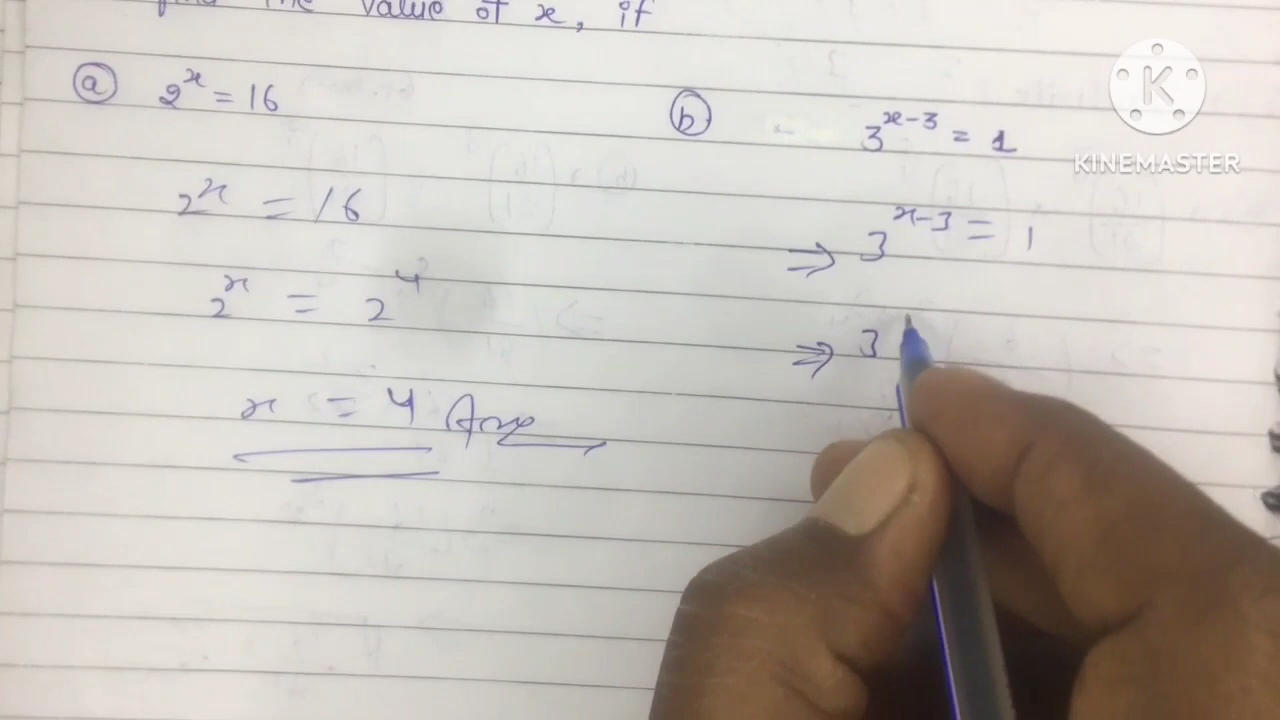 the value of x, if
(a) 2^x = 16
2^x = 16
2^x = 2^4
x = 4 Ans
(b) 3^x-3 = 1
⇒ 3^x-3 = 1
⇒ 3
K
KINEMASTER